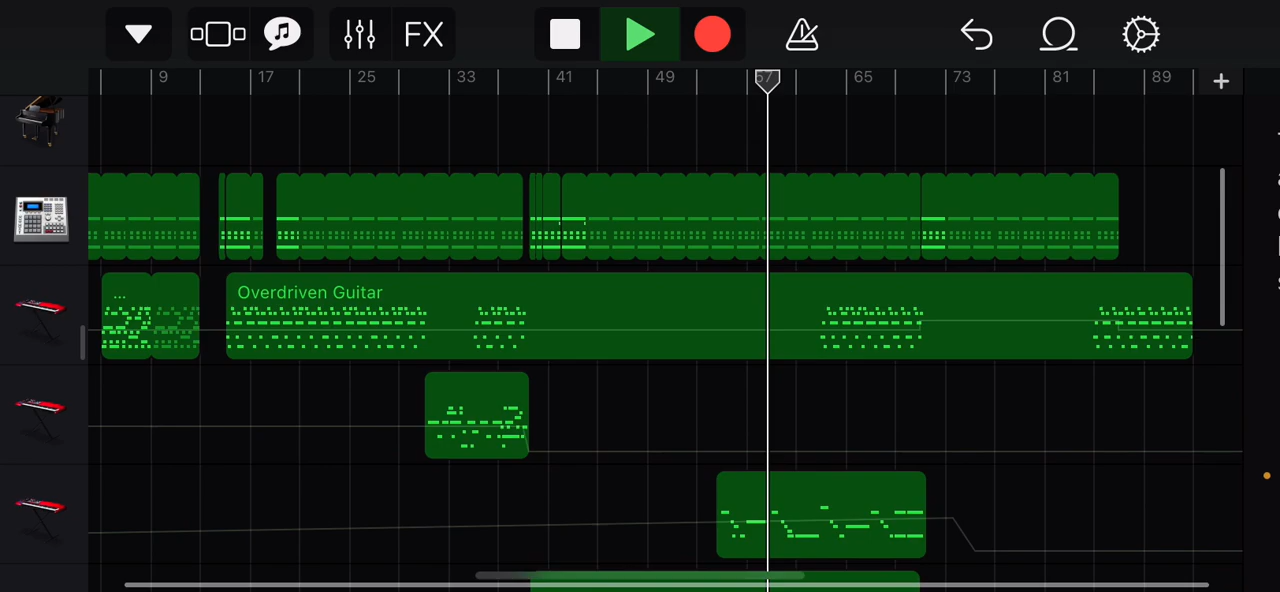 FX
9 17 25 33 41 49 57 65 73 81 89 +
...
Overdriven Guitar